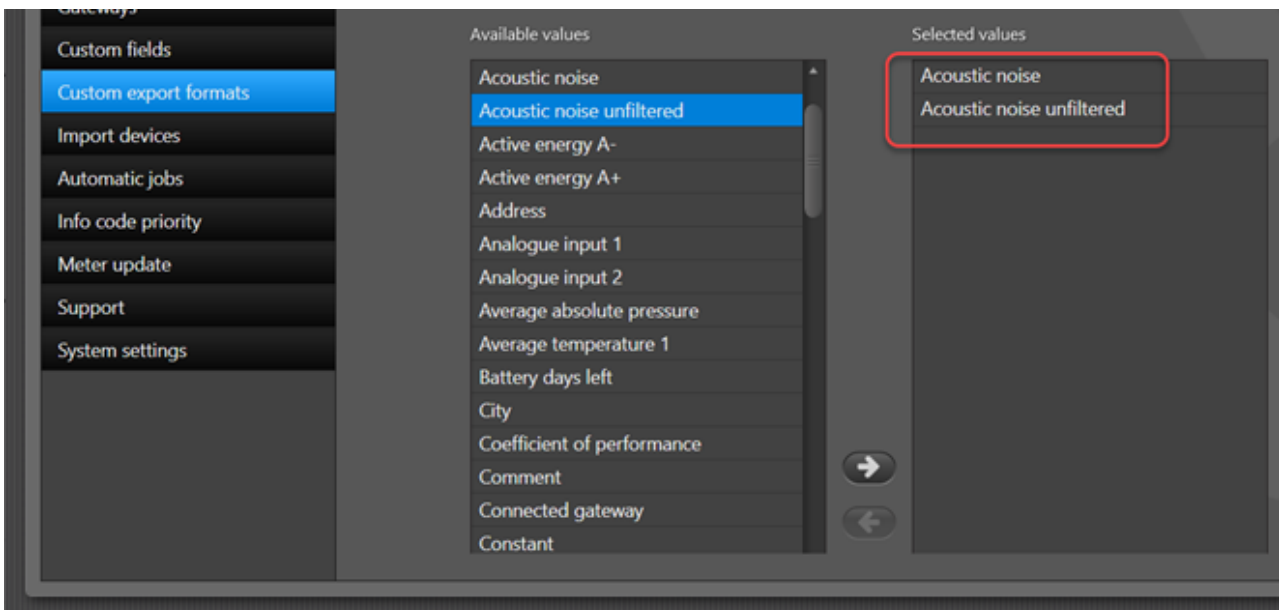 Gateways
Custom fields
Custom export formats
Import devices
Automatic jobs
Info code priority
Meter update
Support
System settings
Available values
Acoustic noise
Acoustic noise unfiltered
Active energy A-
Active energy A+
Address
Analogue input 1
Analogue input 2
Average absolute pressure
Average temperature 1
Battery days left
City
Coefficient of performance
Comment
Connected gateway
Constant
Selected values
Acoustic noise
Acoustic noise unfiltered